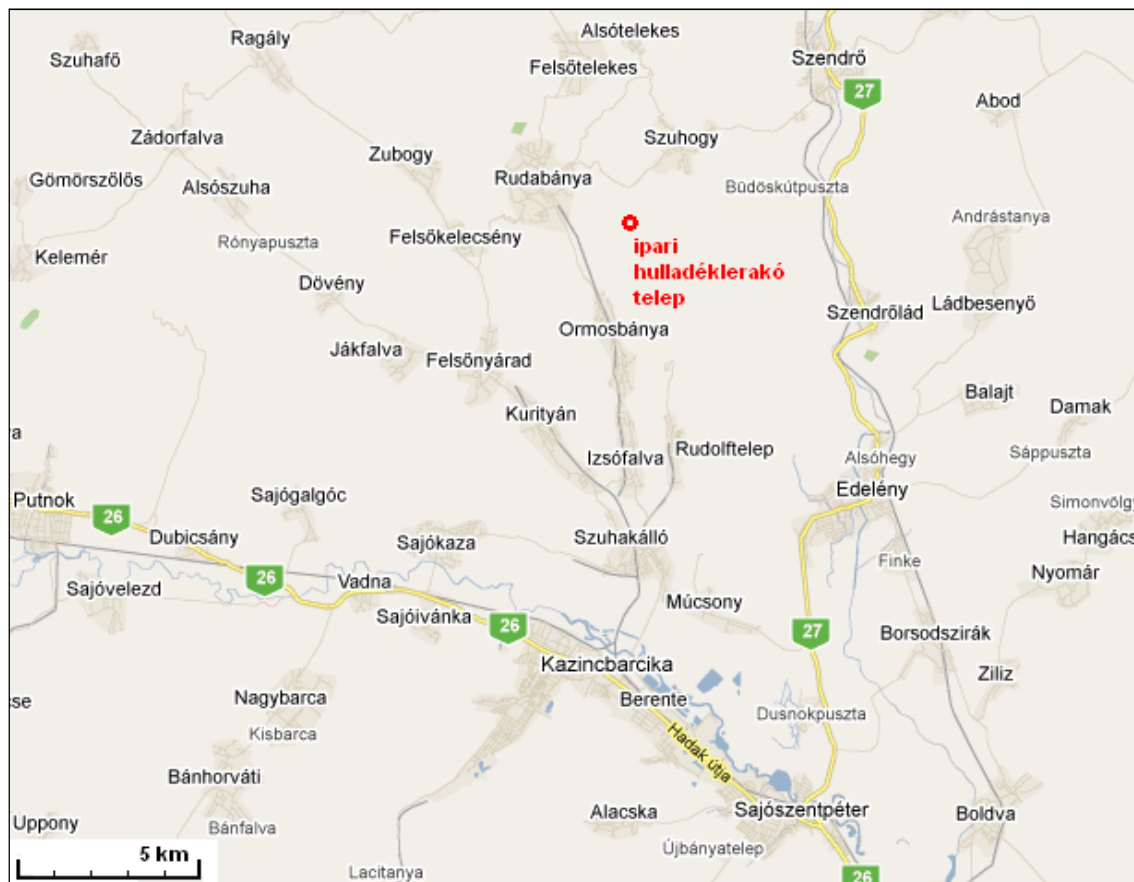 Alsótelekes
Ragály
Szuhafő
Felsőtelekes
Szendrő
27
Abod
Zádorfalva
Szuhogy
Zubogy
Gömörszőlős
Alsószuha
Rudabánya
Büdöskútpuszta
Andrástanya
Rónyapuszta
Felsőkelecsény
Kelemér
ipari
hulladéklerakó
telep
Dövény
Ládbesenyő
Szendrőlád
Ormosbánya
Jákfalva
Felsőnyárad
Balajt
Damak
Kurityán
a
Rudolftelep
Izsófalva
Alsóhegy
Sáppuszta
Edelény
Putnok
Sajógalgóc
Simonvölgy
26
Dubicsány
Sajókaza
Szuhakálló
Hangács
Finke
26
Vadna
Nyomár
Sajóvelezd
Múcsony
Sajóivánka
26
27
Borsodszirák
Kazincbarcika
Ziliz
cse
Nagybarca
Berente
Dusnokpuszta
Kisbarca
Hadak útja
Bánhorváti
Alacska
Sajószentpéter
Boldva
Uppony
Bánfalva
Újbányatelep
5 km
Lacitanya
26